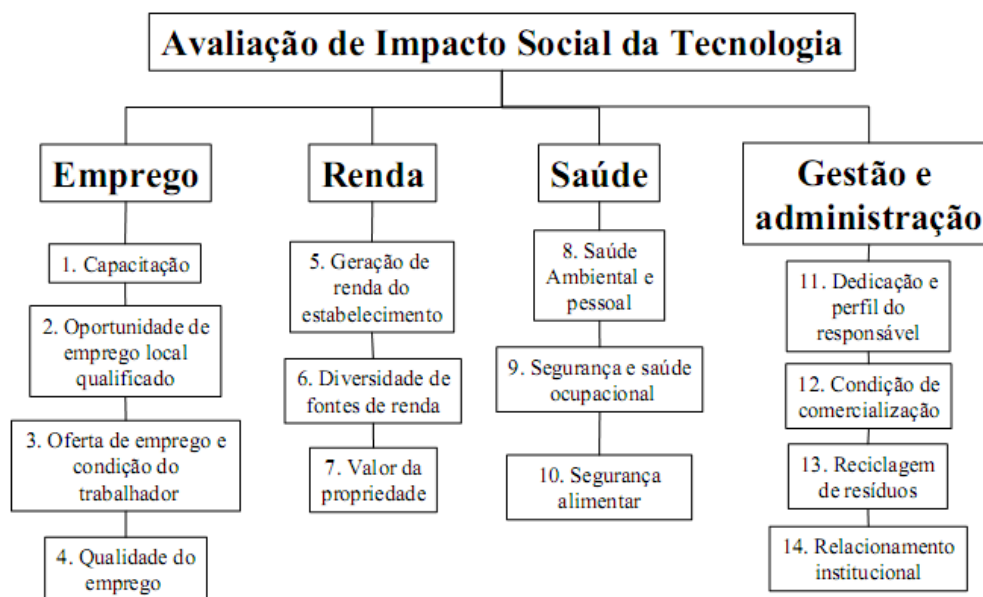 Avaliação de Impacto Social da Tecnologia
Emprego
1. Capacitação
2. Oportunidade de
emprego local
qualificado
3. Oferta de emprego e
condição do
trabalhador
4. Qualidade do
emprego
Renda
5. Geração de
renda do
estabelecimento
6. Diversidade de
fontes de renda
7. Valor da
propriedade
Saúde
8. Saúde
Ambiental e
pessoal
9. Segurança e saúde
ocupacional
10. Segurança
alimentar
Gestão e
administração
11. Dedicação e
perfil do
responsável
12. Condição de
comercialização
13. Reciclagem
de resíduos
14. Relacionamento
institucional